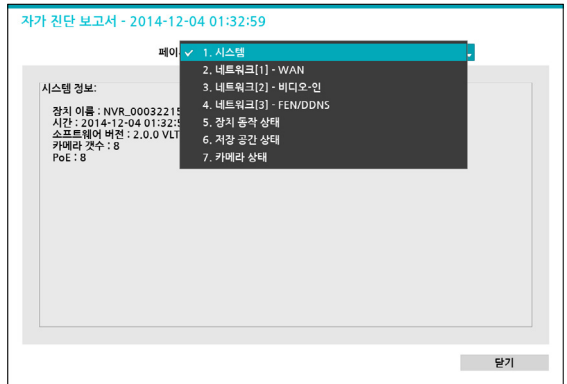 자가 진단 보고서 - 2014-12-04 01:32:59
1. 시스템
2. 네트워크[1] - WAN
3. 네트워크[2] - 비디오-인
4. 네트워크[3] - FEN/DDNS
5. 장치 동작 상태
6. 저장 공간 상태
7. 카메라 상태
시스템 정보:
장치 이름 : NVR_00032215
시간 : 2014-12-04 01:32:5
소프트웨어 버전 : 2.0.0 VLT
카메라 갯수 : 8
PoE : 8
닫기